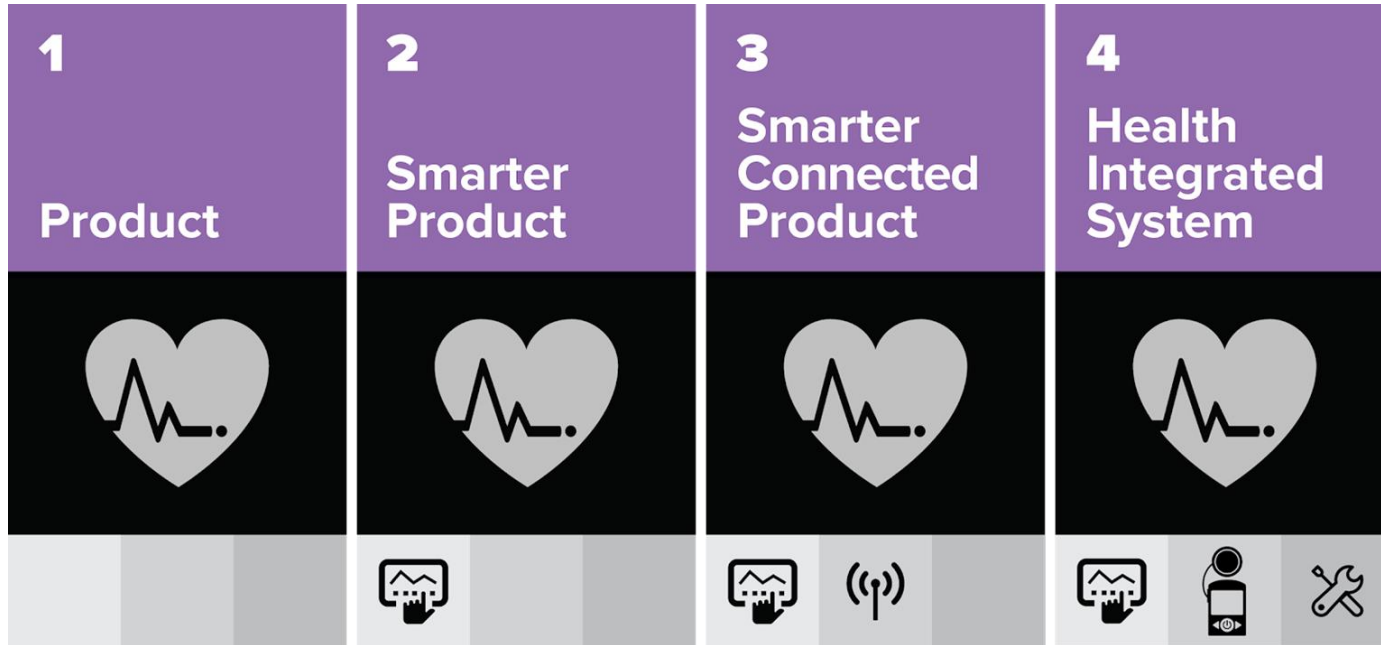 1
Product
2
Smarter
Product
3
Smarter
Connected
Product
4
Health
Integrated
System